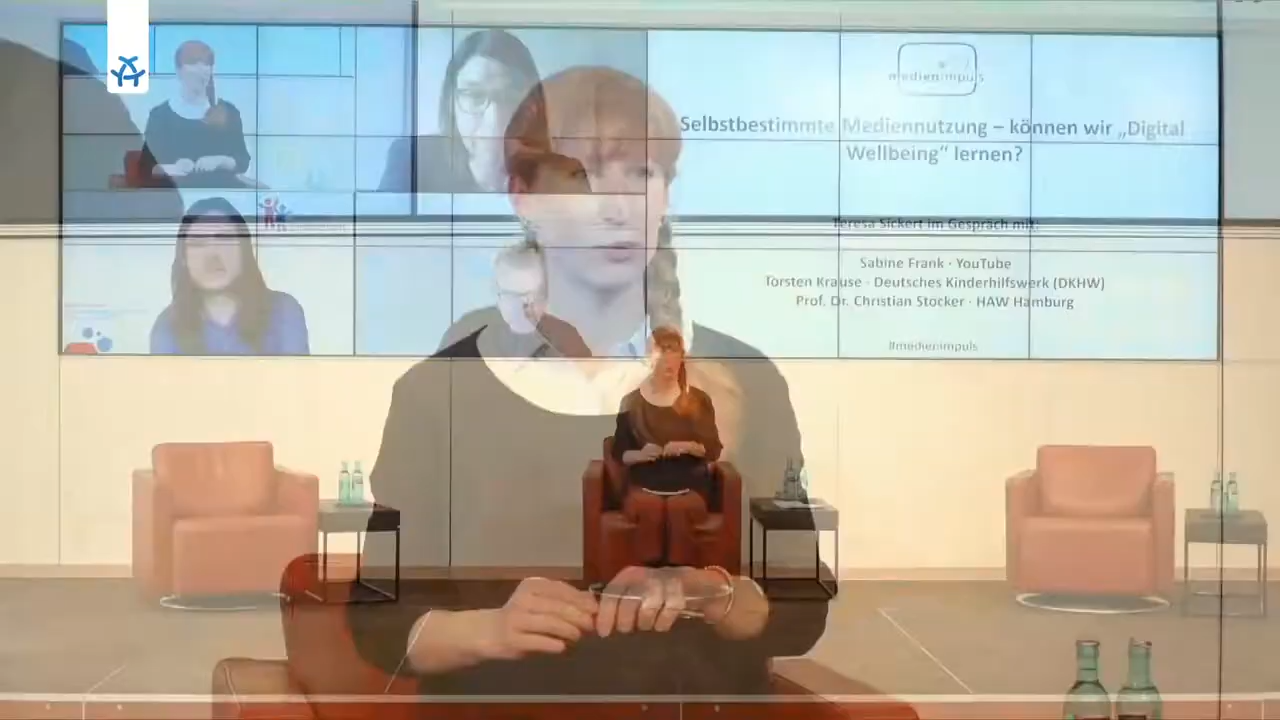 medienimpuls
Selbstbestimmte Mediennutzung – können wir „Digital
Wellbeing“ lernen?
Teresa Sickert im Gespräch mit:
Sabine Frank · YouTube
Torsten Krause · Deutsches Kinderhilfswerk (DKHW)
Prof. Dr. Christian Stöcker · HAW Hamburg
#medienimpuls